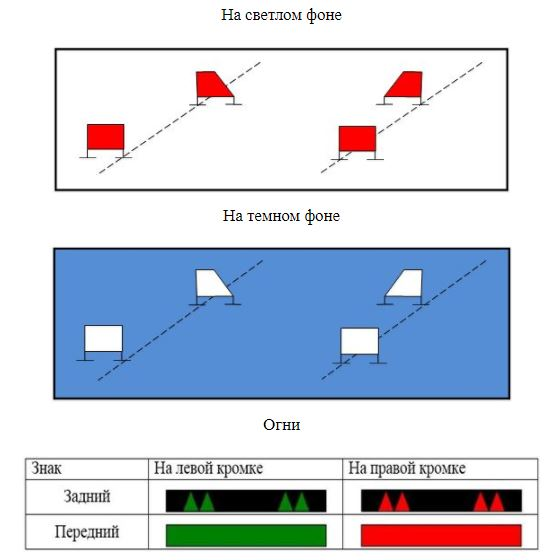 На светлом фоне
На темном фоне
Огни
Знак На левой кромке На правой кромке
Задний
Передний